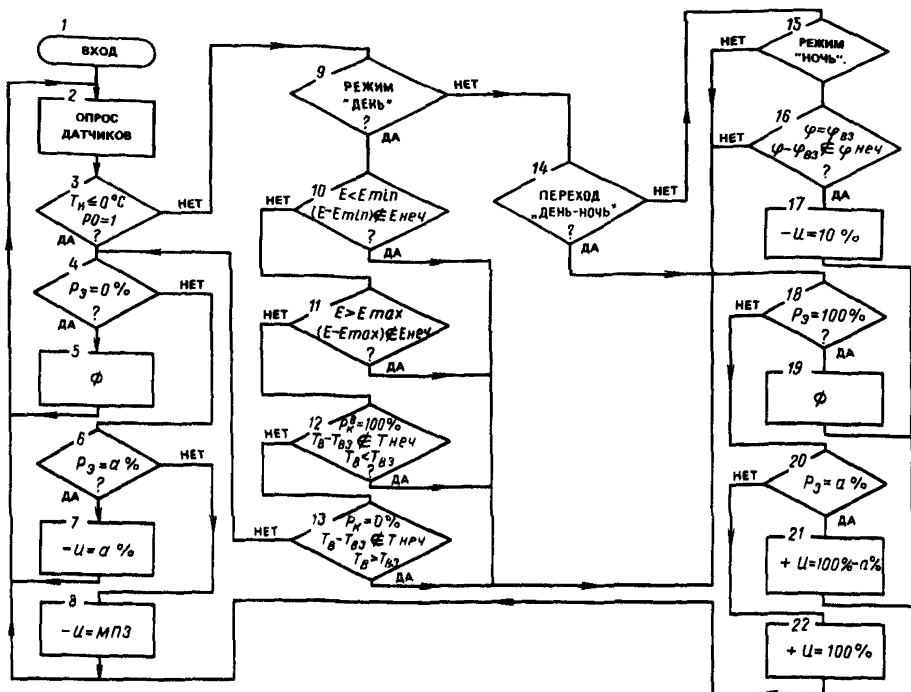 1
ВХОД
2
ОПРОС
ДАТЧИКОВ
3
Tн ≤ 0°C
PO=1
?
НЕТ
ДА
4
Pэ=0%
?
НЕТ
ДА
5
ϕ
6
Pэ=a%
?
НЕТ
ДА
7
-U=a%
8
-U=МПЗ
9
РЕЖИМ
"ДЕНЬ"
?
НЕТ
ДА
10
E<Emin
(E-Emin)∉Eнеч
?
НЕТ
ДА
11
E>Emax
(E-Emax)∉Eнеч
?
НЕТ
ДА
12
PкВ=100%
TВ-TВЗ∉Tнеч
TВ<TВЗ
?
НЕТ
ДА
13
Pк=0%
TВ-TВЗ∉Tнеч
TВ>TВЗ
НЕТ
ДА
14
ПЕРЕХОД
„ДЕНЬ-НОЧЬ"
?
НЕТ
ДА
15
РЕЖИМ
"НОЧЬ".
НЕТ
16
φ=φВЗ
φ-φВЗ∉φнеч
?
НЕТ
ДА
17
-U=10%
18
Pэ=100%
?
НЕТ
ДА
19
ϕ
20
Pэ=a%
НЕТ
ДА
21
+U=100%-a%
22
+U=100%